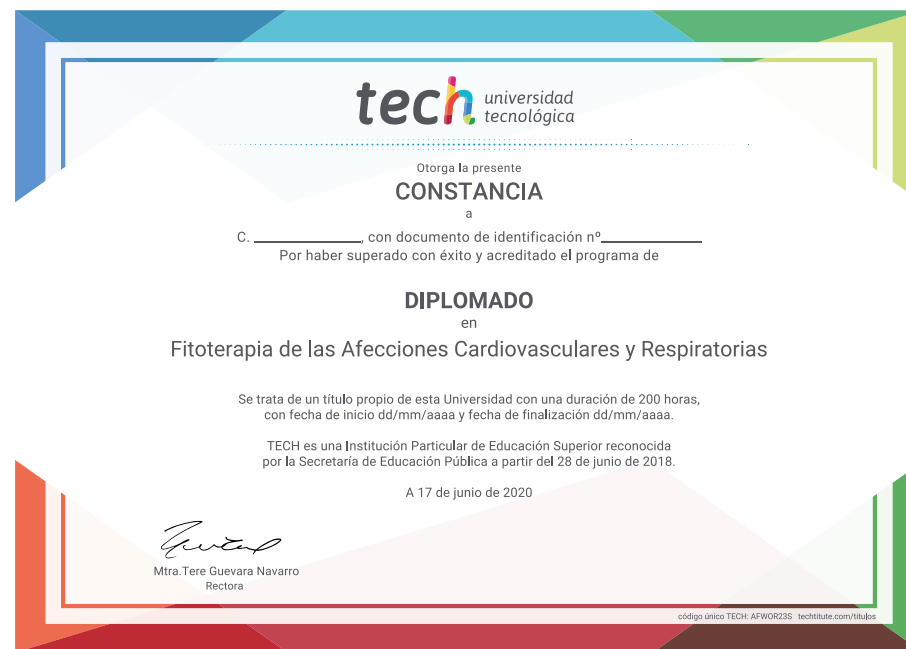 tech universidad
tecnológica
Otorga la presente
CONSTANCIA
a
C. ____________, con documento de identificación nº____________
Por haber superado con éxito y acreditado el programa de
DIPLOMADO
en
Fitoterapia de las Afecciones Cardiovasculares y Respiratorias
Se trata de un título propio de esta Universidad con una duración de 200 horas,
con fecha de inicio dd/mm/aaaa y fecha de finalización dd/mm/aaaa.
TECH es una Institución Particular de Educación Superior reconocida
por la Secretaría de Educación Pública a partir del 28 de junio de 2018.
A 17 de junio de 2020
Mtra.Tere Guevara Navarro
Rectora
código único TECH: AFWOR23S techtitute.com/titulos